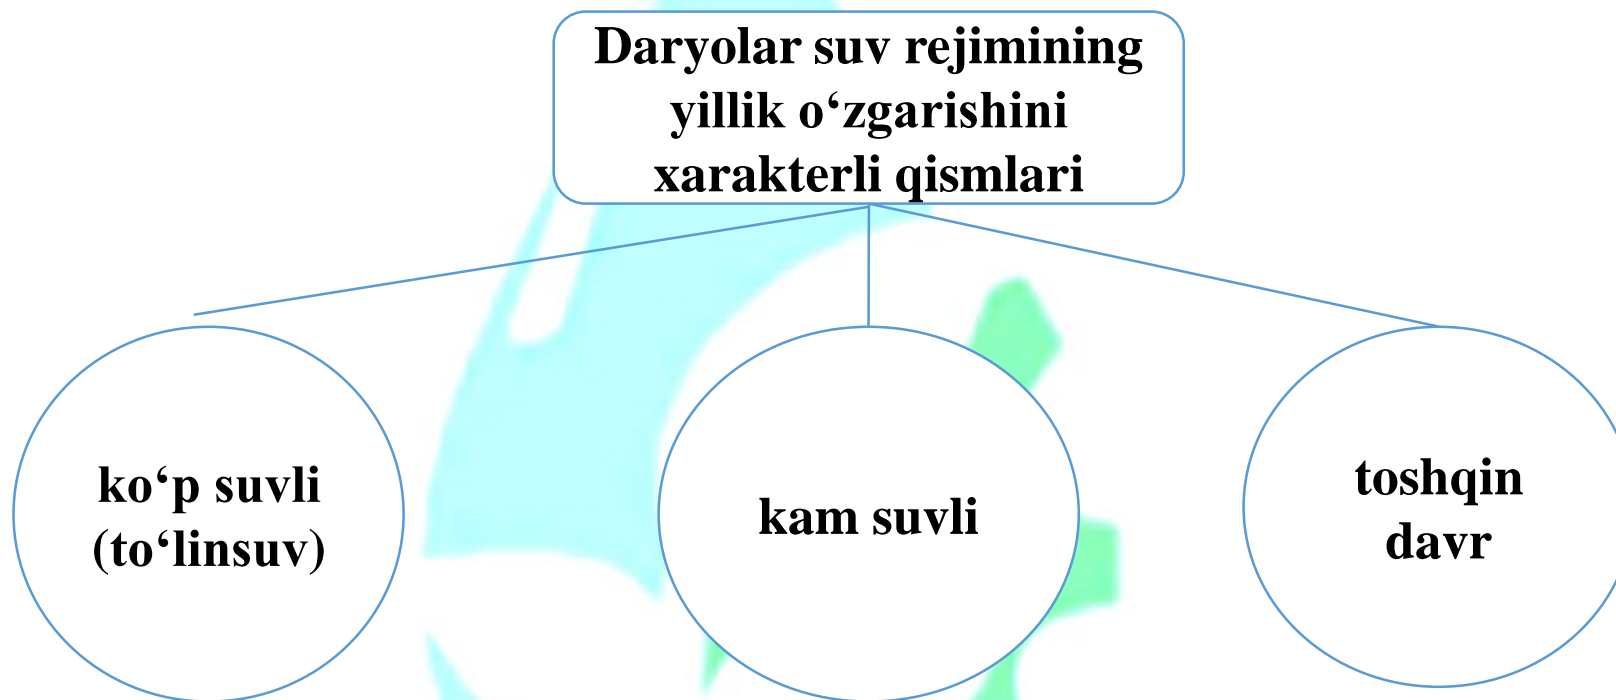 Daryolar suv rejimining
yillik o‘zgarishini
xarakterli qismlari
ko‘p suvli
(to‘linsuv)
kam suvli
toshqin
davr